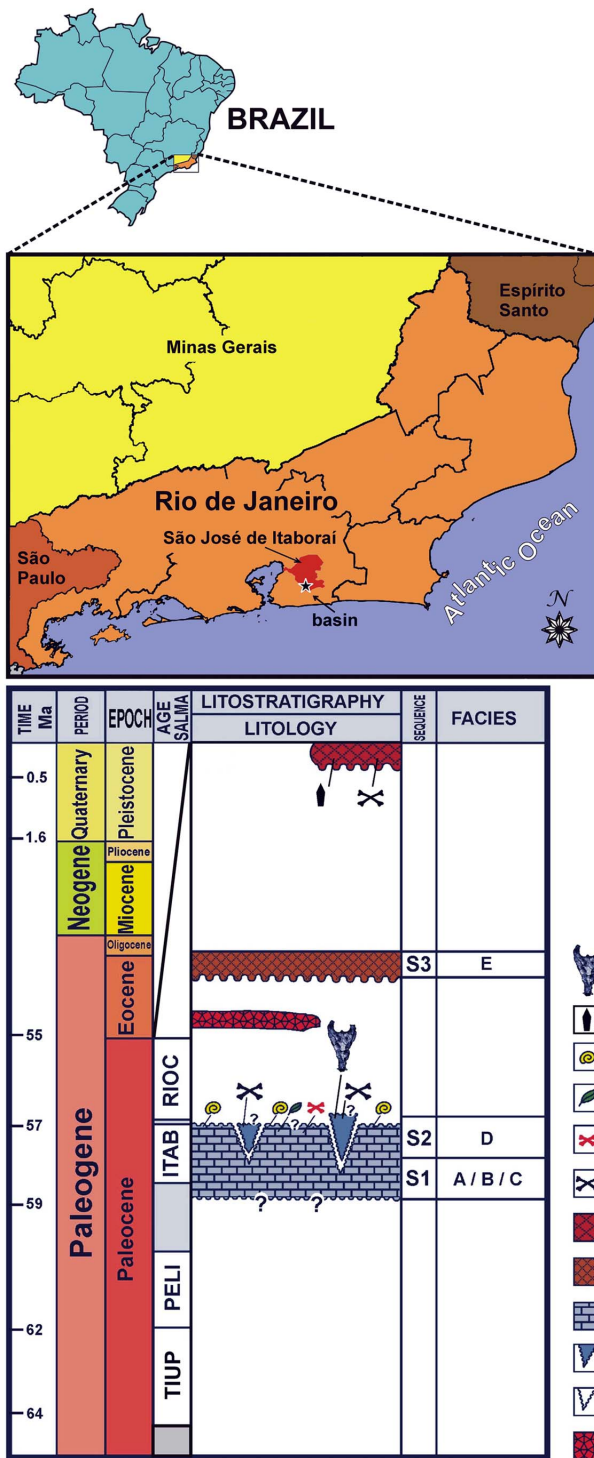 BRAZIL
Espírito
Santo
Minas Gerais
Rio de Janeiro
São José de Itaboraí
São
Paulo
basin
Atlantic Ocean
N
TIME
Ma
PERIOD
EPOCH
AGE
SALMA
LITOSTRATIGRAPHY
LITOLOGY
SEQUENCE
FACIES
0.5
1.6
55
57
59
62
64
Quaternary
Neogene
Paleogene
Pleistocene
Pliocene
Miocene
Oligocene
Eocene
Paleocene
RIOC
ITAB
PELI
TIUP
? ? ?
? ?
S3 E
S2 D
S1 A / B / C